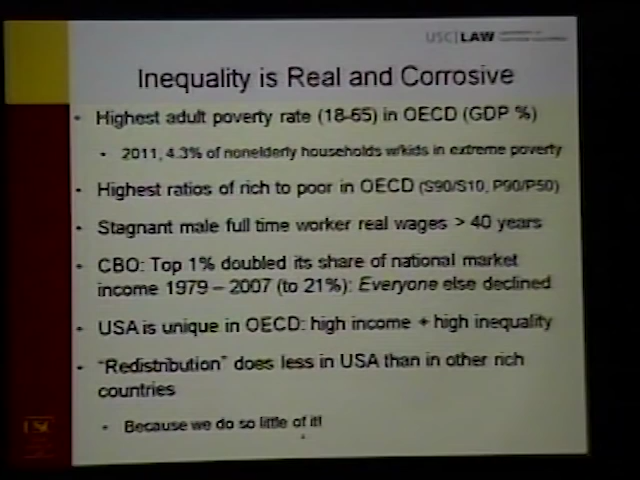 USC LAW
Inequality is Real and Corrosive
• Highest adult poverty rate (18-65) in OECD (GDP %)
• 2011, 4.3% of nonelderly households w/kids in extreme poverty
• Highest ratios of rich to poor in OECD (S90/S10, P90/P50)
• Stagnant male full time worker real wages > 40 years
• CBO: Top 1% doubled its share of national market
income 1979 – 2007 (to 21%): Everyone else declined
• USA is unique in OECD: high income + high inequality
• "Redistribution" does less in USA than in other rich
countries
• Because we do so little of it!
USC